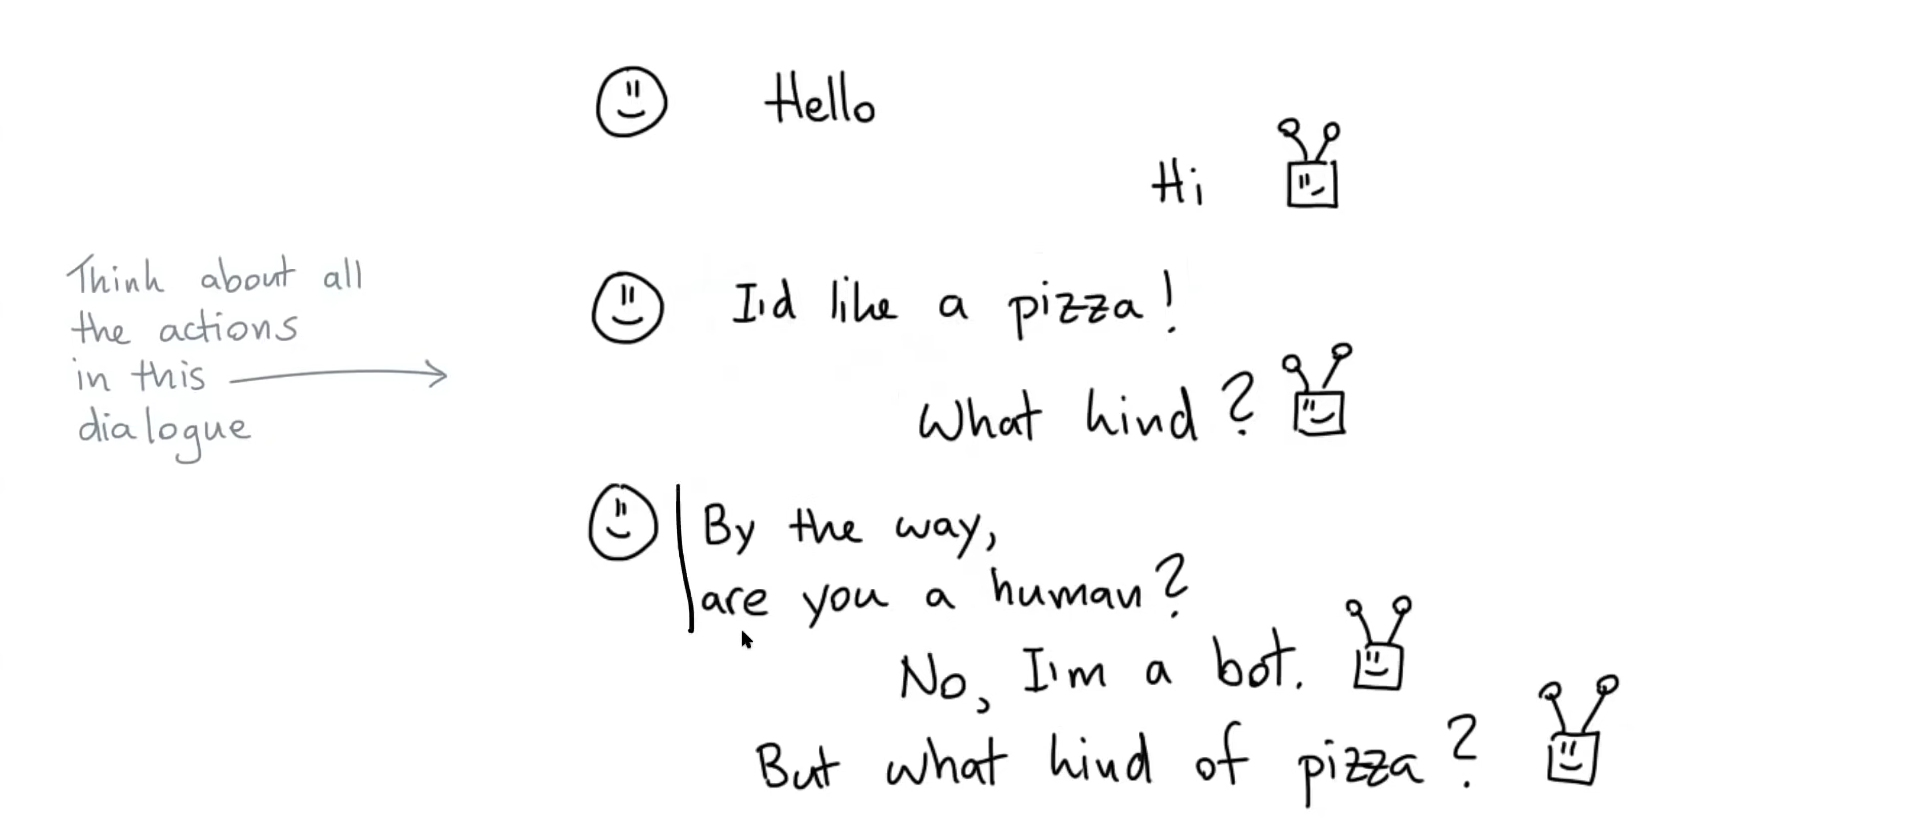 Hello
Hi
Think about all
the actions
in this
dialogue
I'd like a pizza!
What kind?
By the way,
are you a human?
No, I'm a bot.
But what kind of pizza?